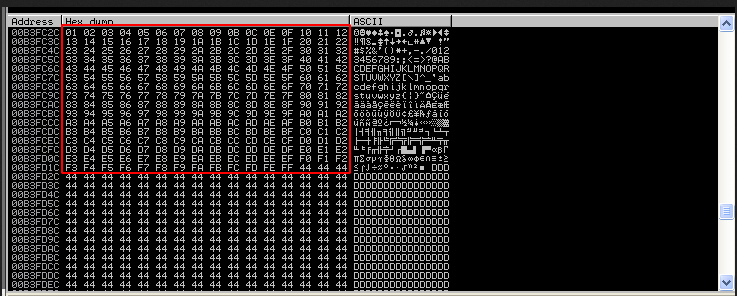 Address Hex dump ASCII
00B3FC2C 01 02 03 04 05 06 07 08 09 0B 0C 0E 0F 10 11 12 ☺☻♥♦♣♠•◘.♂.♫☼►◄↕
00B3FC3C 13 14 15 16 17 18 19 1A 1B 1C 1D 1E 1F 20 21 22 ‼¶§▬↨↑↓→←∟↔▲▼ !"
00B3FC4C 23 24 25 26 27 28 29 2A 2B 2C 2D 2E 2F 30 31 32 #$%&'()*+,-./012
00B3FC5C 33 34 35 36 37 38 39 3A 3B 3C 3D 3E 3F 40 41 42 3456789:;<=>?@AB
00B3FC6C 43 44 45 46 47 48 49 4A 4B 4C 4D 4E 4F 50 51 52 CDEFGHIJKLMNOPQR
00B3FC7C 53 54 55 56 57 58 59 5A 5B 5C 5D 5E 5F 60 61 62 STUVWXYZ[\]^_`ab
00B3FC8C 63 64 65 66 67 68 69 6A 6B 6C 6D 6E 6F 70 71 72 cdefghijklmnopqr
00B3FC9C 73 74 75 76 77 78 79 7A 7B 7C 7D 7E 7F 80 81 82 stuvwxyz{|}~⌂Çüé
00B3FCAC 83 84 85 86 87 88 89 8A 8B 8C 8D 8E 8F 90 91 92 âäàåçêëèïîìÄÅÉæÆ
00B3FCBC 93 94 95 96 97 98 99 9A 9B 9C 9D 9E 9F A0 A1 A2 ôöòûùÿÖÜ¢£¥₧ƒáíó
00B3FCCC A3 A4 A5 A6 A7 A8 A9 AA AB AC AD AE AF B0 B1 B2 úñÑªº¿⌐¬½¼¡«»░▒▓
00B3FCDC B3 B4 B5 B6 B7 B8 B9 BA BB BC BD BE BF C0 C1 C2 │┤╡╢╖╕╣║╗╝╜╛┐└┴┬
00B3FCEC C3 C4 C5 C6 C7 C8 C9 CA CB CC CD CE CF D0 D1 D2 ├─┼╞╟╚╔╩╦╠═╬╧╨╤╥
00B3FCFC D3 D4 D5 D6 D7 D8 D9 DA DB DC DD DE DF E0 E1 E2 ╙╘╒╓╫╪┘┌█▄▌▐▀αßΓ
00B3FD0C E3 E4 E5 E6 E7 E8 E9 EA EB EC ED EE EF F0 F1 F2 πΣσµτΦΘΩδ∞φε∩≡±≥
00B3FD1C F3 F4 F5 F6 F7 F8 F9 FA FB FC FD FE FF 44 44 44 ≤⌠⌡÷≈°∙·√ⁿ²■ DDD
00B3FD2C 44 44 44 44 44 44 44 44 44 44 44 44 44 44 44 44 DDDDDDDDDDDDDDDD
00B3FD3C 44 44 44 44 44 44 44 44 44 44 44 44 44 44 44 44 DDDDDDDDDDDDDDDD
00B3FD4C 44 44 44 44 44 44 44 44 44 44 44 44 44 44 44 44 DDDDDDDDDDDDDDDD
00B3FD5C 44 44 44 44 44 44 44 44 44 44 44 44 44 44 44 44 DDDDDDDDDDDDDDDD
00B3FD6C 44 44 44 44 44 44 44 44 44 44 44 44 44 44 44 44 DDDDDDDDDDDDDDDD
00B3FD7C 44 44 44 44 44 44 44 44 44 44 44 44 44 44 44 44 DDDDDDDDDDDDDDDD
00B3FD8C 44 44 44 44 44 44 44 44 44 44 44 44 44 44 44 44 DDDDDDDDDDDDDDDD
00B3FD9C 44 44 44 44 44 44 44 44 44 44 44 44 44 44 44 44 DDDDDDDDDDDDDDDD
00B3FDAC 44 44 44 44 44 44 44 44 44 44 44 44 44 44 44 44 DDDDDDDDDDDDDDDD
00B3FDBC 44 44 44 44 44 44 44 44 44 44 44 44 44 44 44 44 DDDDDDDDDDDDDDDD
00B3FDCC 44 44 44 44 44 44 44 44 44 44 44 44 44 44 44 44 DDDDDDDDDDDDDDDD
00B3FDDC 44 44 44 44 44 44 44 44 44 44 44 44 44 44 44 44 DDDDDDDDDDDDDDDD
00B3FDEC 44 44 44 44 44 44 44 44 44 44 44 44 44 44 44 44 DDDDDDDDDDDDDDDD